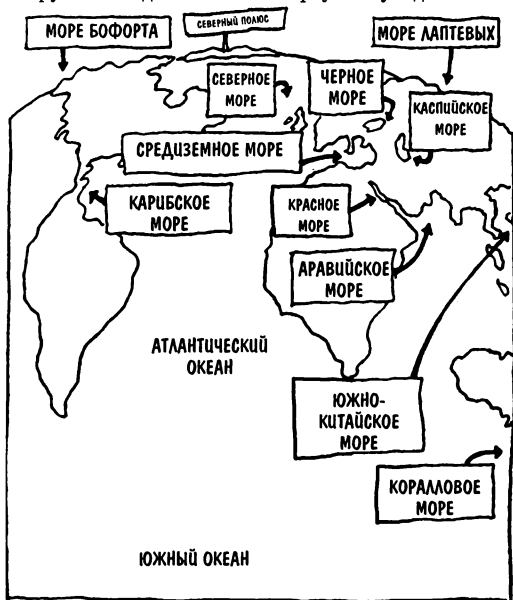 МОРЕ БОФОРТА
СЕВЕРНЫЙ ПОЛЮС
МОРЕ ЛАПТЕВЫХ
СЕВЕРНОЕ
МОРЕ
ЧЕРНОЕ
МОРЕ
КАСПИЙСКОЕ
МОРЕ
СРЕДИЗЕМНОЕ МОРЕ
КАРИБСКОЕ
МОРЕ
КРАСНОЕ
МОРЕ
АРАВИЙСКОЕ
МОРЕ
АТЛАНТИЧЕСКИЙ
ОКЕАН
ЮЖНО-
КИТАЙСКОЕ
МОРЕ
КОРАЛЛОВОЕ
МОРЕ
ЮЖНЫЙ ОКЕАН